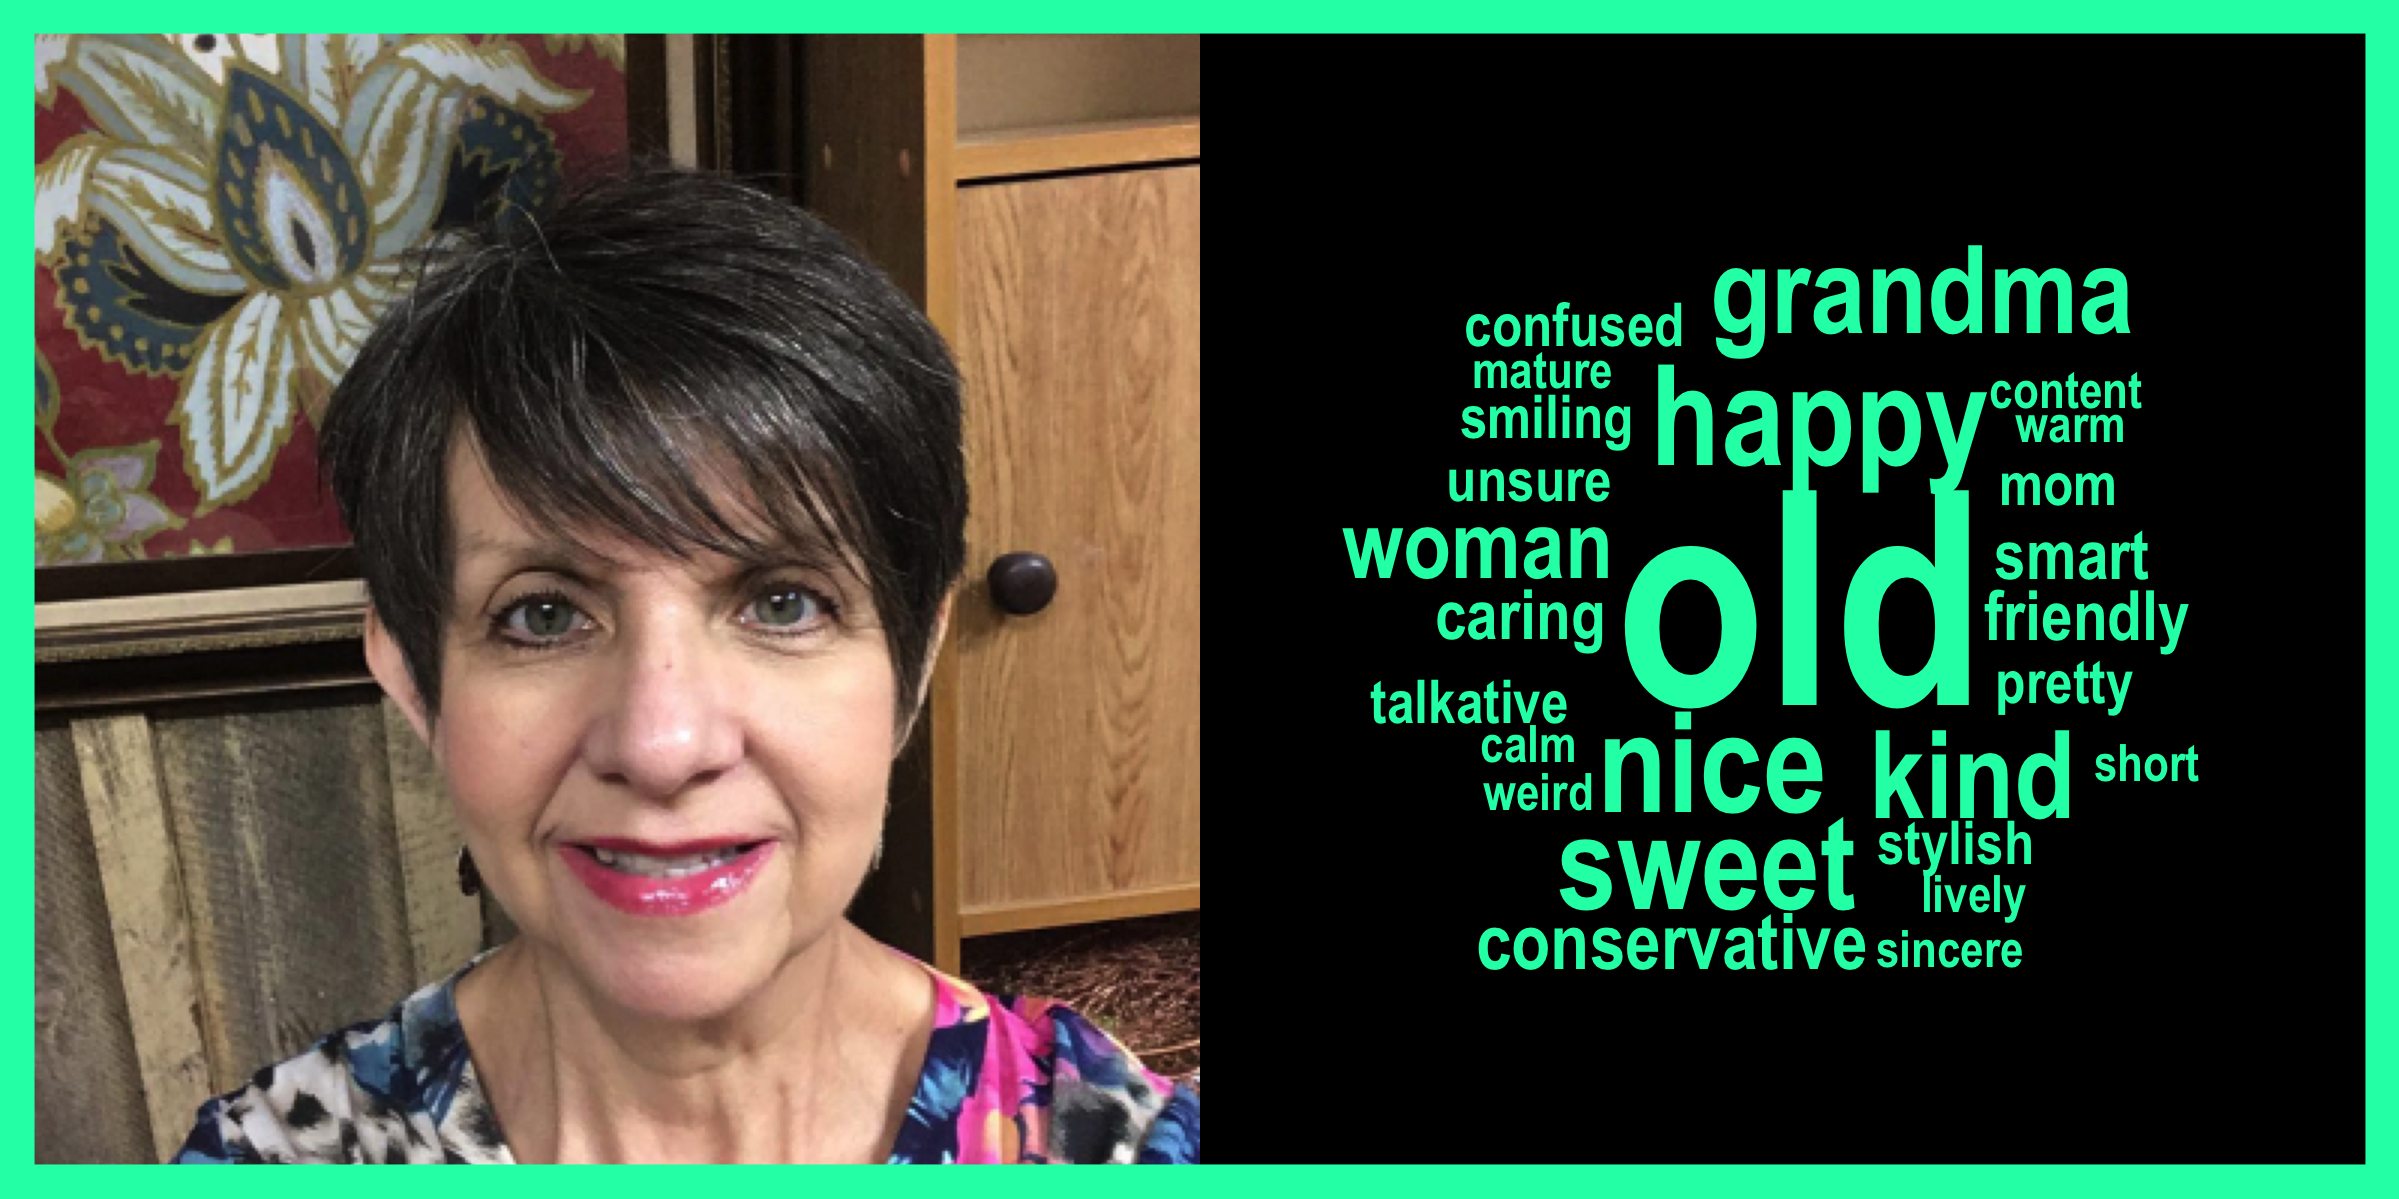 grandma
confused
mature
happy content
smiling warm
unsure mom
woman old smart
caring friendly
talkative pretty
calm nice kind short
weird
sweet stylish
lively
conservative sincere